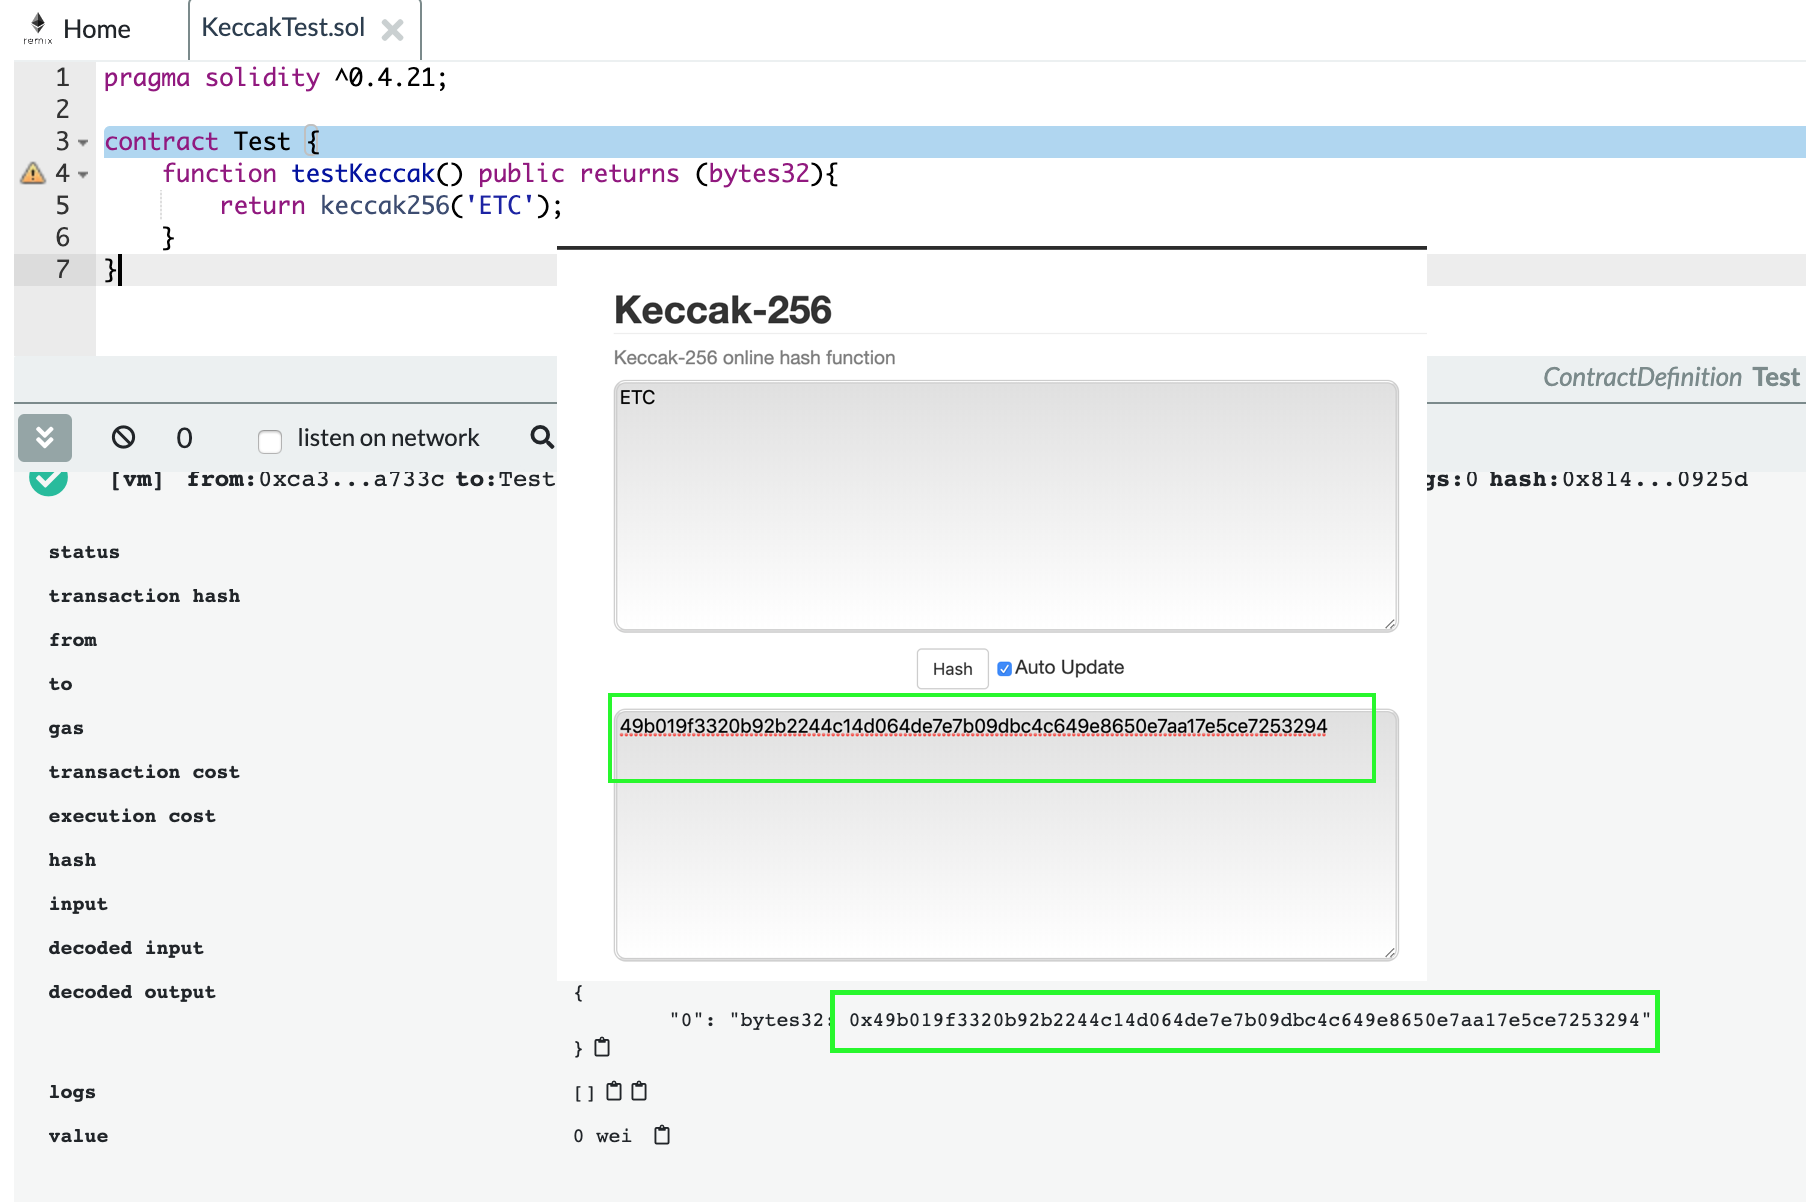 remix Home KeccakTest.sol
1 pragma solidity ^0.4.21;
2
3 contract Test {
4 function testKeccak() public returns (bytes32){
5 return keccak256('ETC');
6 }
7 }
Keccak-256
Keccak-256 online hash function
ETC
ContractDefinition Test
0 listen on network
[vm] from:0xca3...a733c to:Test gs:0 hash:0x814...0925d
Hash Auto Update
49b019f3320b92b2244c14d064de7e7b09dbc4c649e8650e7aa17e5ce7253294
status
transaction hash
from
to
gas
transaction cost
execution cost
hash
input
decoded input
decoded output {
"0": "bytes32: 0x49b019f3320b92b2244c14d064de7e7b09dbc4c649e8650e7aa17e5ce7253294"
}
logs []
value 0 wei